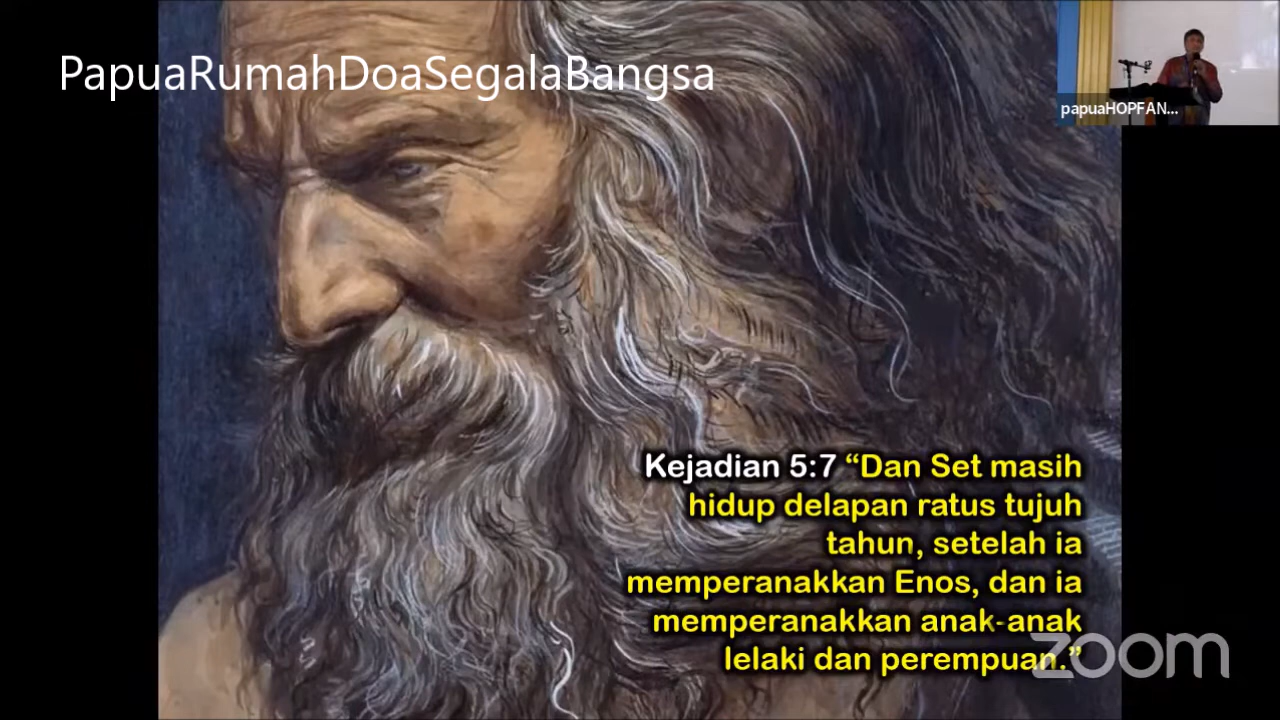 PapuaRumahDoaSegalaBangsa
papuaHOPFAN...
Kejadian 5:7 “Dan Set masih
hidup delapan ratus tujuh
tahun, setelah ia
memperanakkan Enos, dan ia
memperanakkan anak-anak
lelaki dan perempuan.”
zoom